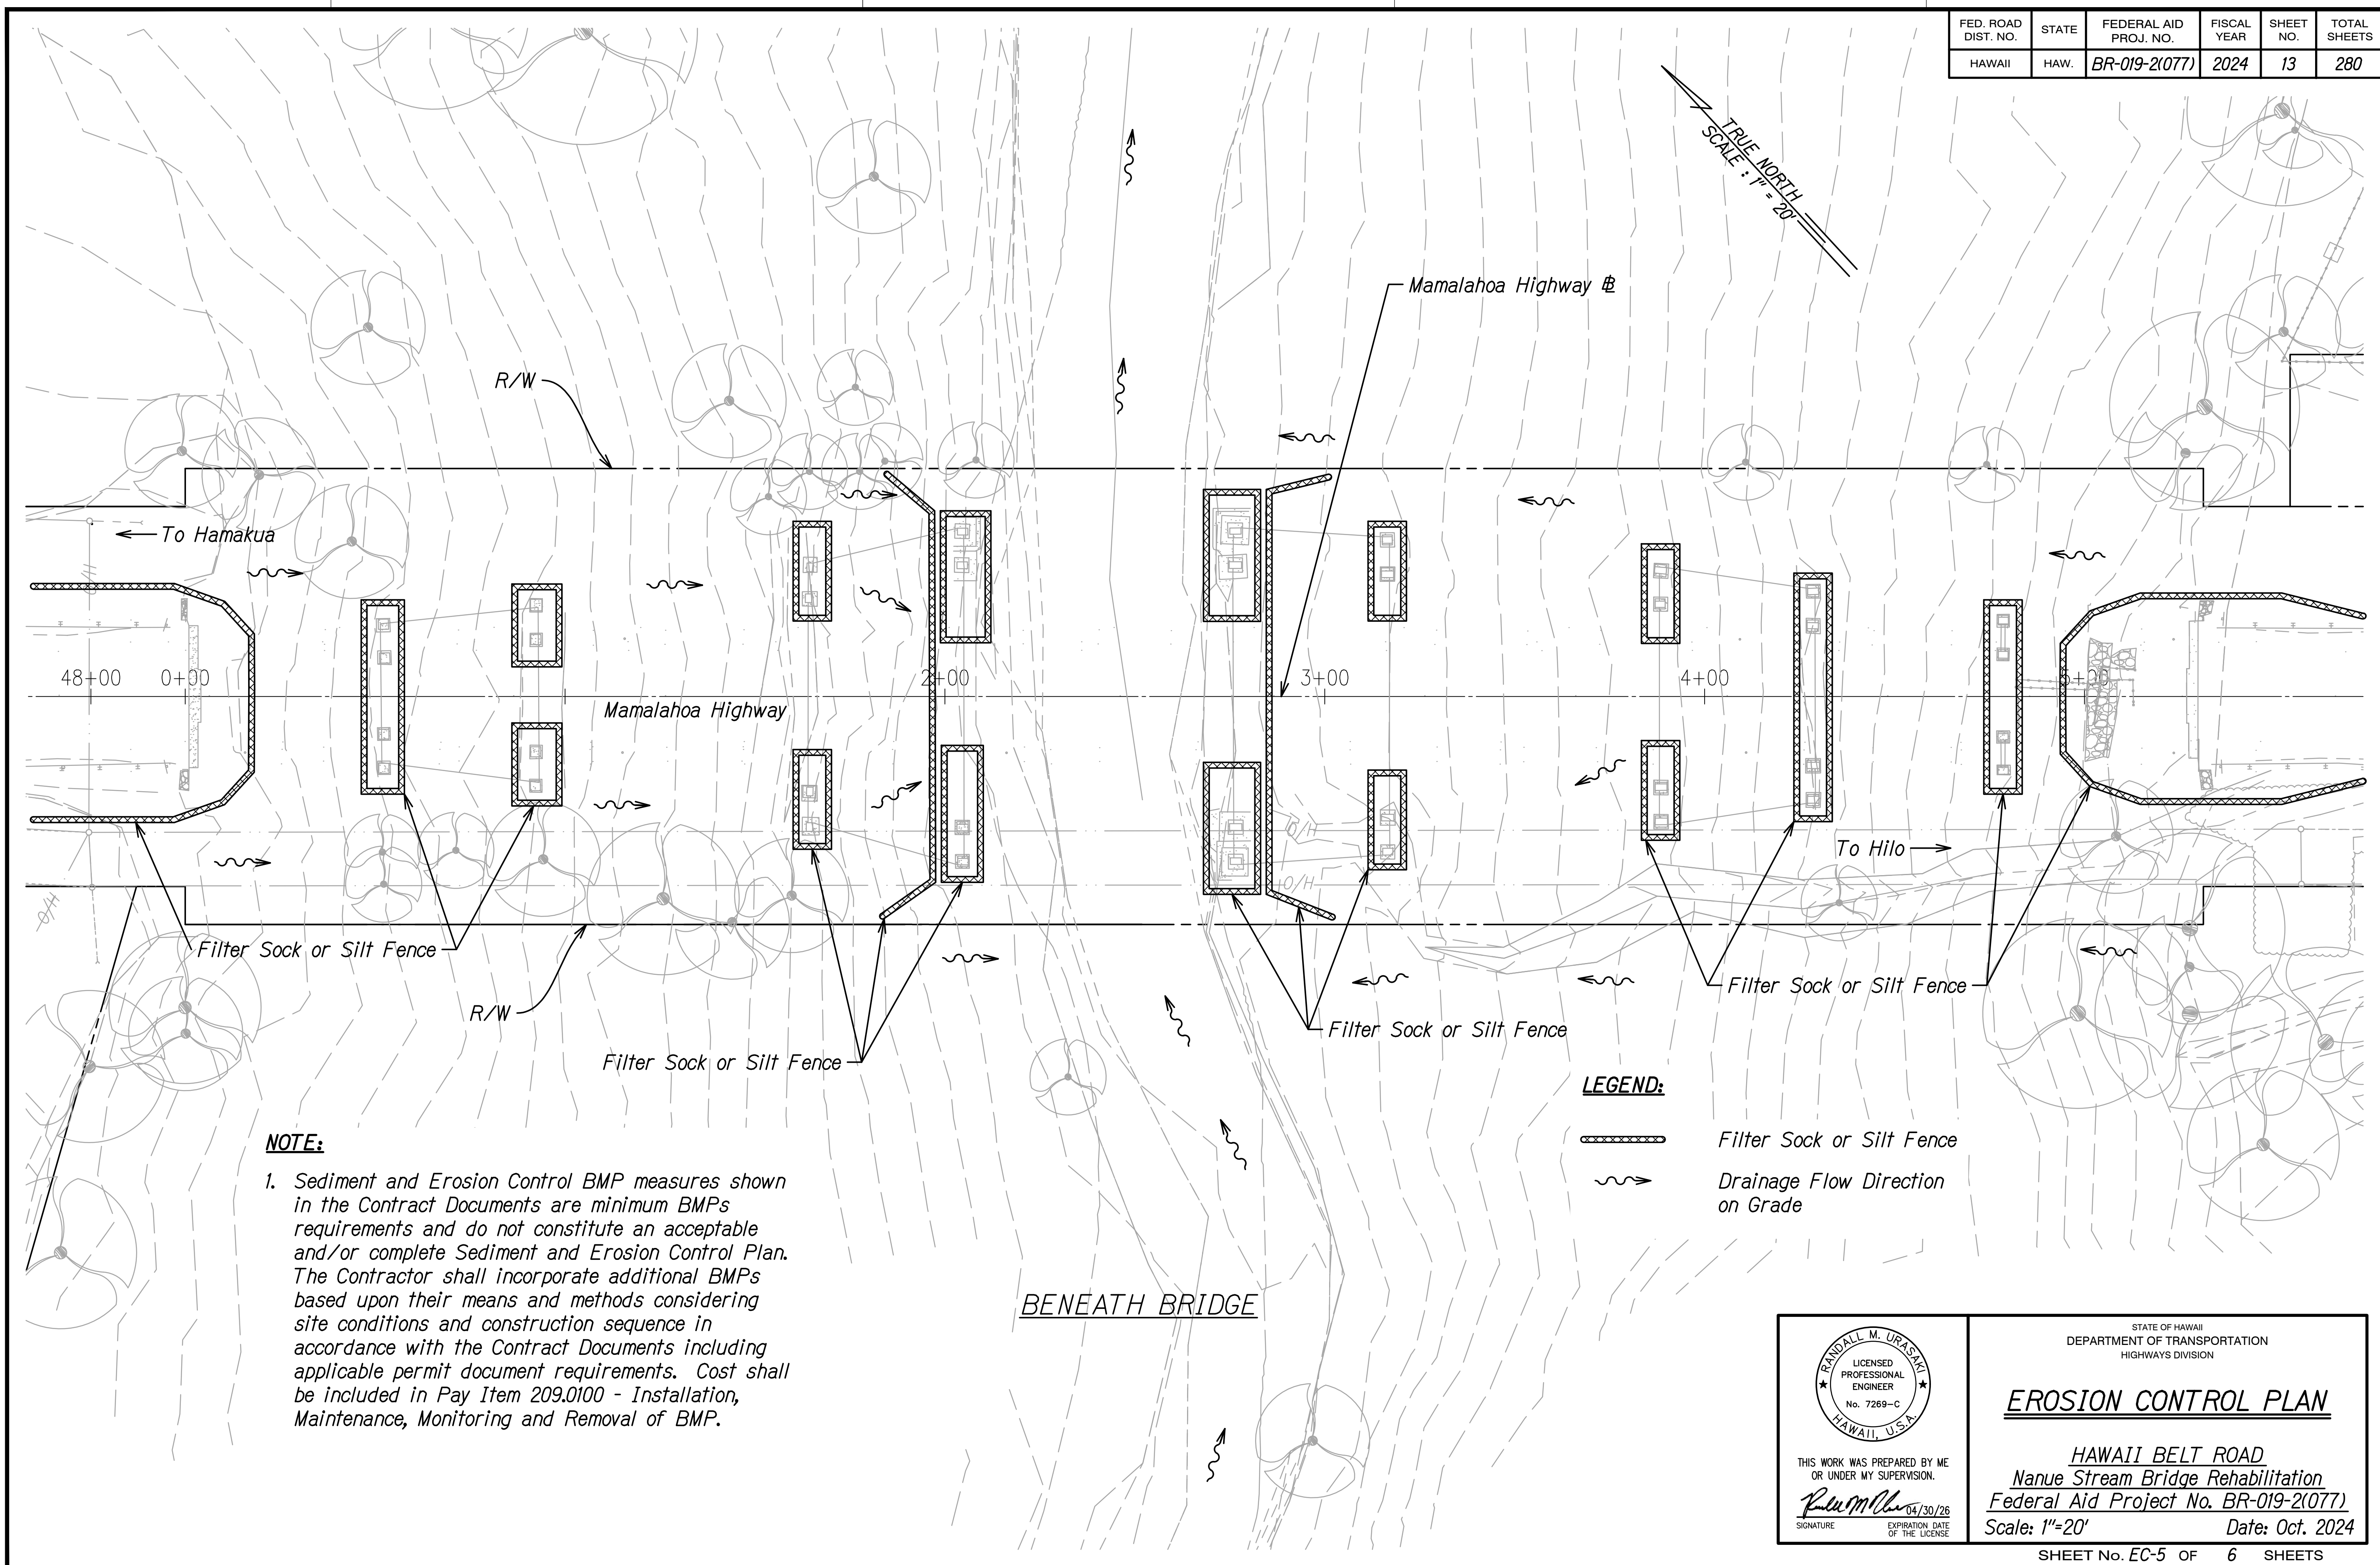 FED. ROAD DIST. NO.
STATE
FEDERAL AID PROJ. NO.
FISCAL YEAR
SHEET NO.
TOTAL SHEETS
HAWAII
HAW.
BR-019-2(077)
2024
13
280
TRUE NORTH
SCALE : 1" = 20'
Mamalahoa Highway ℄
R/W
To Hamakua
48+00
0+00
2+00
3+00
4+00
5+00
Mamalahoa Highway
O/H
O/H
O/H
To Hilo
Filter Sock or Silt Fence
R/W
Filter Sock or Silt Fence
Filter Sock or Silt Fence
Filter Sock or Silt Fence
LEGEND:
Filter Sock or Silt Fence
Drainage Flow Direction
on Grade
NOTE:
1. Sediment and Erosion Control BMP measures shown
in the Contract Documents are minimum BMPs
requirements and do not constitute an acceptable
and/or complete Sediment and Erosion Control Plan.
The Contractor shall incorporate additional BMPs
based upon their means and methods considering
site conditions and construction sequence in
accordance with the Contract Documents including
applicable permit document requirements. Cost shall
be included in Pay Item 209.0100 - Installation,
Maintenance, Monitoring and Removal of BMP.
BENEATH BRIDGE
RANDALL M. URASAKI
LICENSED
PROFESSIONAL
ENGINEER
No. 7269-C
HAWAII, U.S.A.
THIS WORK WAS PREPARED BY ME
OR UNDER MY SUPERVISION.
04/30/26
SIGNATURE
EXPIRATION DATE
OF THE LICENSE
STATE OF HAWAII
DEPARTMENT OF TRANSPORTATION
HIGHWAYS DIVISION
EROSION CONTROL PLAN
HAWAII BELT ROAD
Nanue Stream Bridge Rehabilitation
Federal Aid Project No. BR-019-2(077)
Scale: 1"=20'
Date: Oct. 2024
SHEET No. EC-5 OF 6 SHEETS